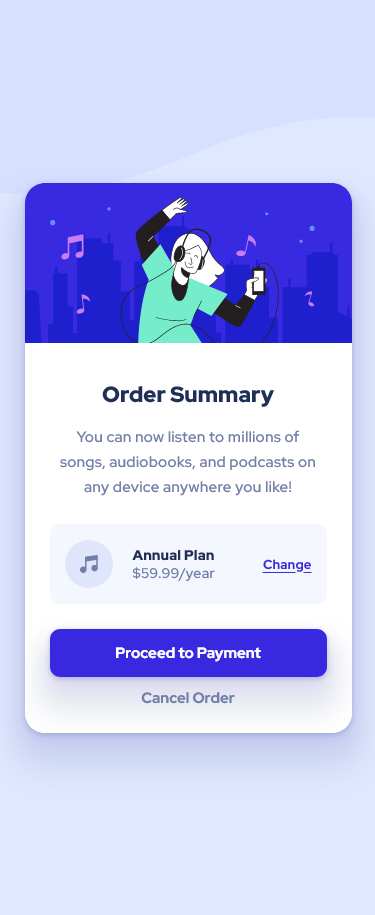 Order Summary
You can now listen to millions of
songs, audiobooks, and podcasts on
any device anywhere you like!
Annual Plan
$59.99/year
Change
Proceed to Payment
Cancel Order